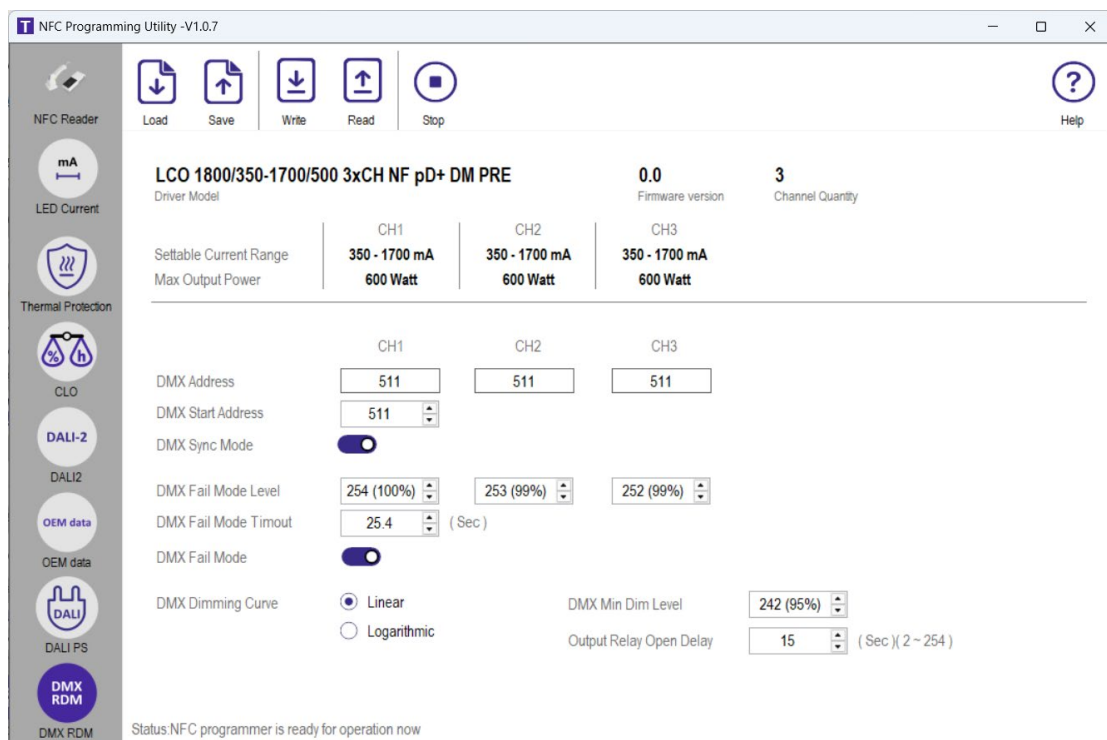 T NFC Programming Utility -V1.0.7
NFC Reader
mA
LED Current
Thermal Protection
% h
CLO
DALI-2
DALI2
OEM data
OEM data
DALI
DALI PS
DMX
RDM
DMX RDM
Load Save Write Read Stop
? 
Help
LCO 1800/350-1700/500 3xCH NF pD+ DM PRE 0.0 3
Driver Model Firmware version Channel Quantity
CH1 CH2 CH3
Settable Current Range 350 - 1700 mA 350 - 1700 mA 350 - 1700 mA
Max Output Power 600 Watt 600 Watt 600 Watt
CH1 CH2 CH3
DMX Address 511 511 511
DMX Start Address 511
DMX Sync Mode
DMX Fail Mode Level 254 (100%) 253 (99%) 252 (99%)
DMX Fail Mode Timout 25.4 ( Sec )
DMX Fail Mode
DMX Dimming Curve Linear DMX Min Dim Level 242 (95%)
Logarithmic Output Relay Open Delay 15 ( Sec )( 2 ~ 254 )
Status:NFC programmer is ready for operation now